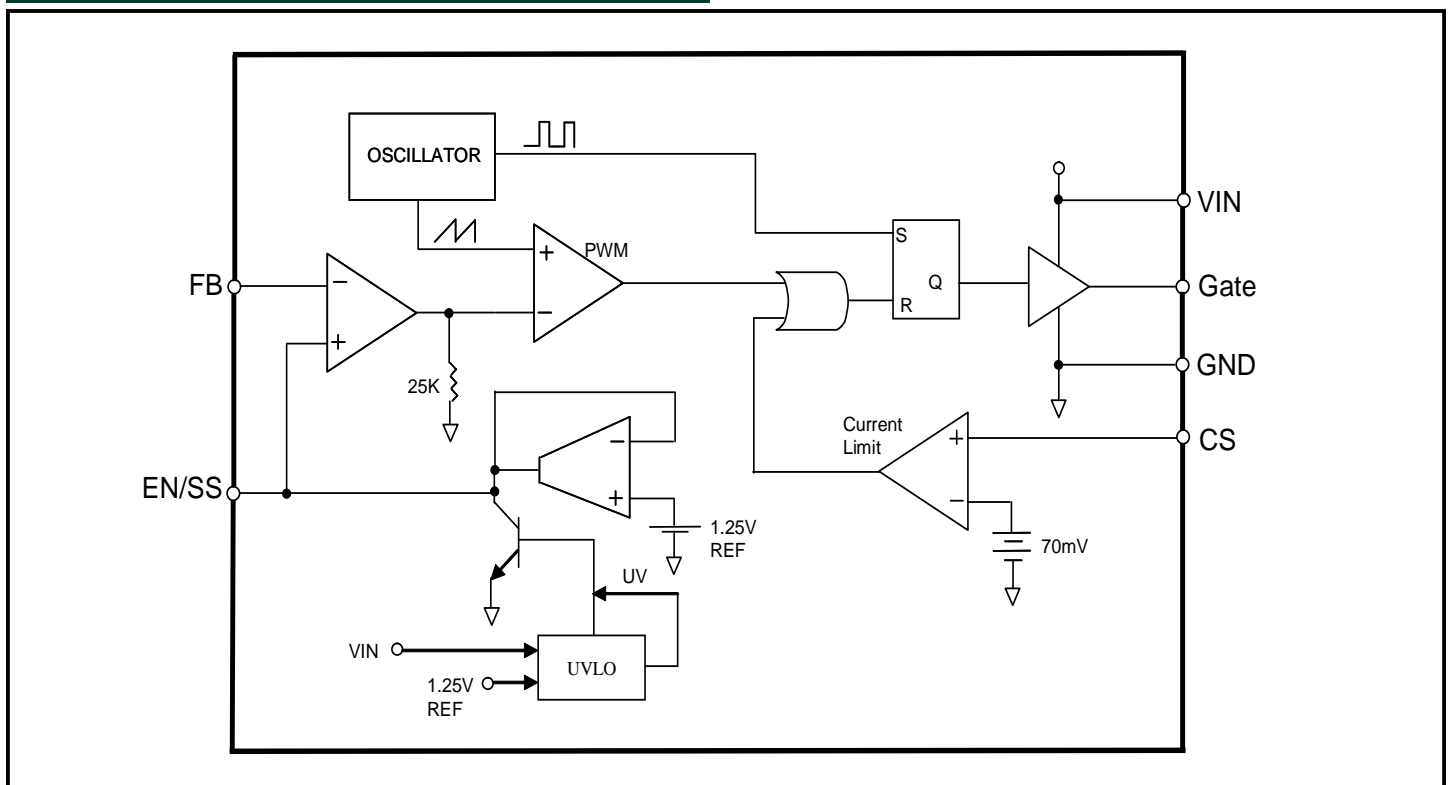 OSCILLATOR
VIN
S
+
PWM
FB
−
Q
Gate
R
−
+
GND
25K
Current
Limit
+
CS
−
EN/SS
+
−
1.25V
REF
70mV
UV
VIN
UVLO
1.25V
REF